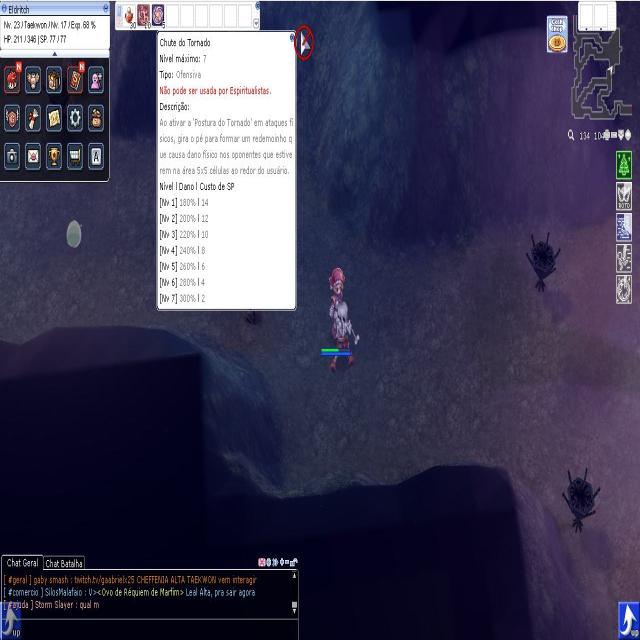 Eldritch
Nv. 23 / Taekwon / Nv. 17 / Exp. 68 %
HP. 211 / 346 | SP. 77 / 77
Chute do Tornado
Nível máximo: 7
Tipo: Ofensiva
Não pode ser usada por Espiritualistas.
Descrição:
Ao ativar a 'Postura do Tornado' em ataques fí
sicos, gira o pé para formar um redemoinho q
ue causa dano físico nos oponentes que estive
rem na área 5x5 células ao redor do usuário.
Nível | Dano | Custo de SP
[Nv 1] 180% | 14
[Nv 2] 200% | 12
[Nv 3] 220% | 10
[Nv 4] 240% | 8
[Nv 5] 260% | 6
[Nv 6] 280% | 4
[Nv 7] 300% | 2
134 104
Chat Geral Chat Batalha
[ #geral ] gaby smash : twitch.tv/gaabrielx25 CHEFFENIA ALTA TAEKWON vem interagir
[ #comercio ] SilosMalafaio : V><Ovo de Réquiem de Marfim> Leal Alta, pra sair agora
[ #ajuda ] Storm Slayer : qual m
up
up